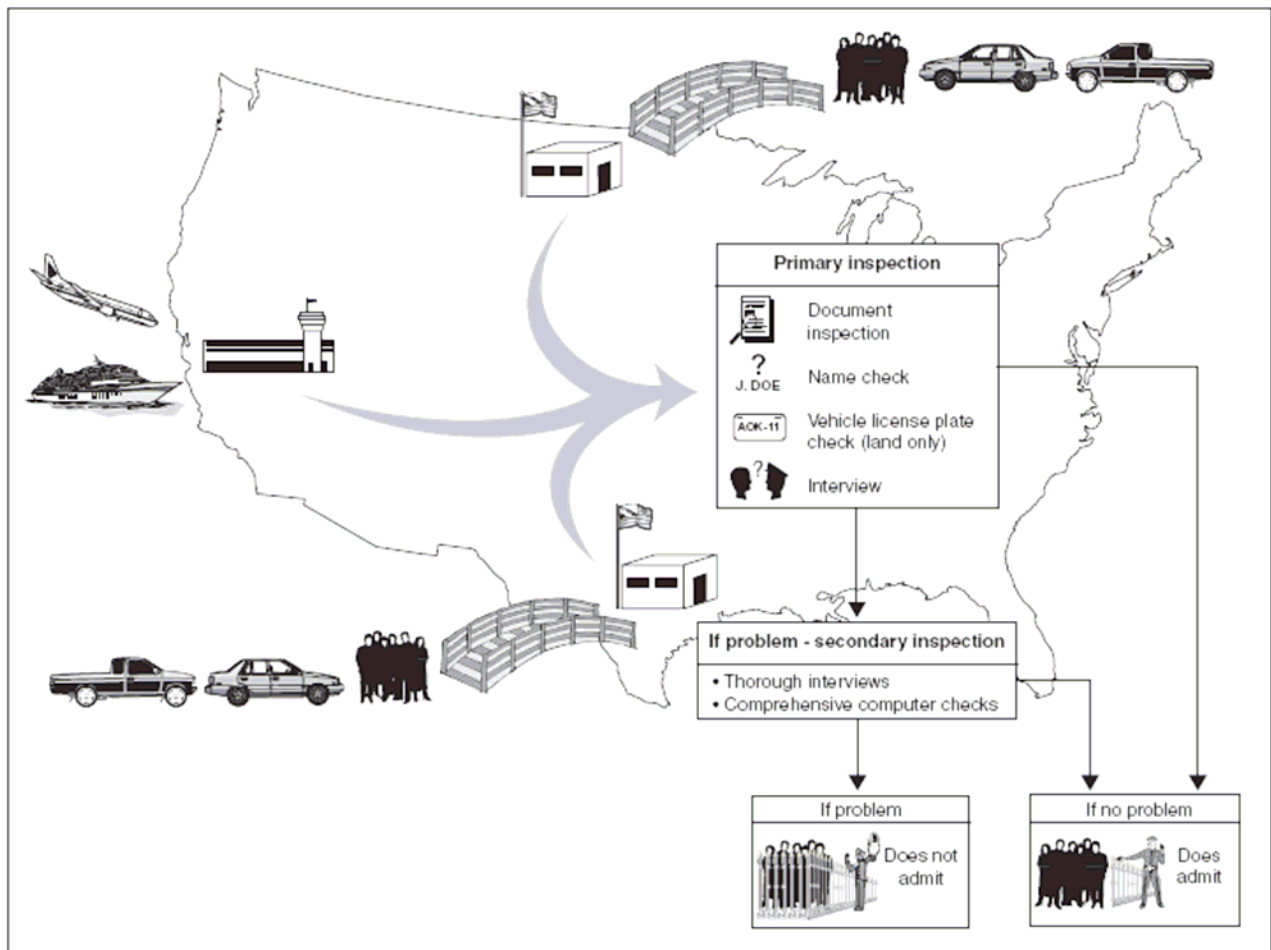 Primary inspection
Document
inspection
?
J. DOE
Name check
AOK-11
Vehicle license plate
check (land only)
?
Interview
If problem - secondary inspection
• Thorough interviews
• Comprehensive computer checks
If problem
Does not
admit
If no problem
Does
admit